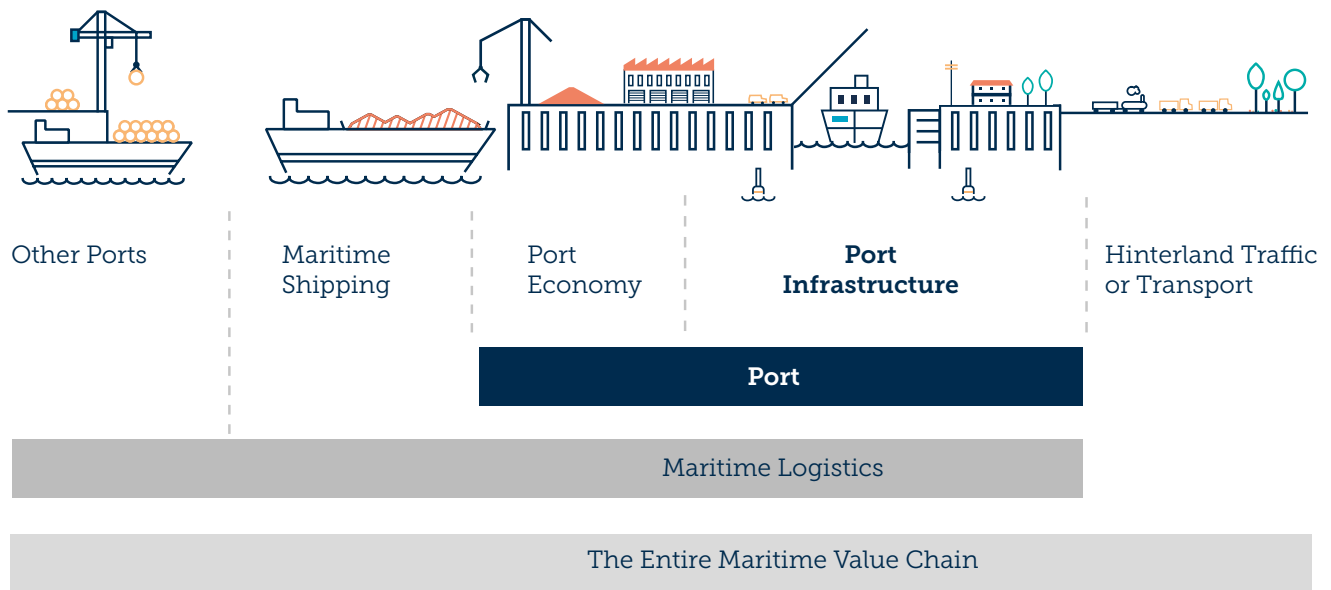 Other Ports
Maritime
Shipping
Port
Economy
Port
Infrastructure
Hinterland Traffic
or Transport
Port
Maritime Logistics
The Entire Maritime Value Chain